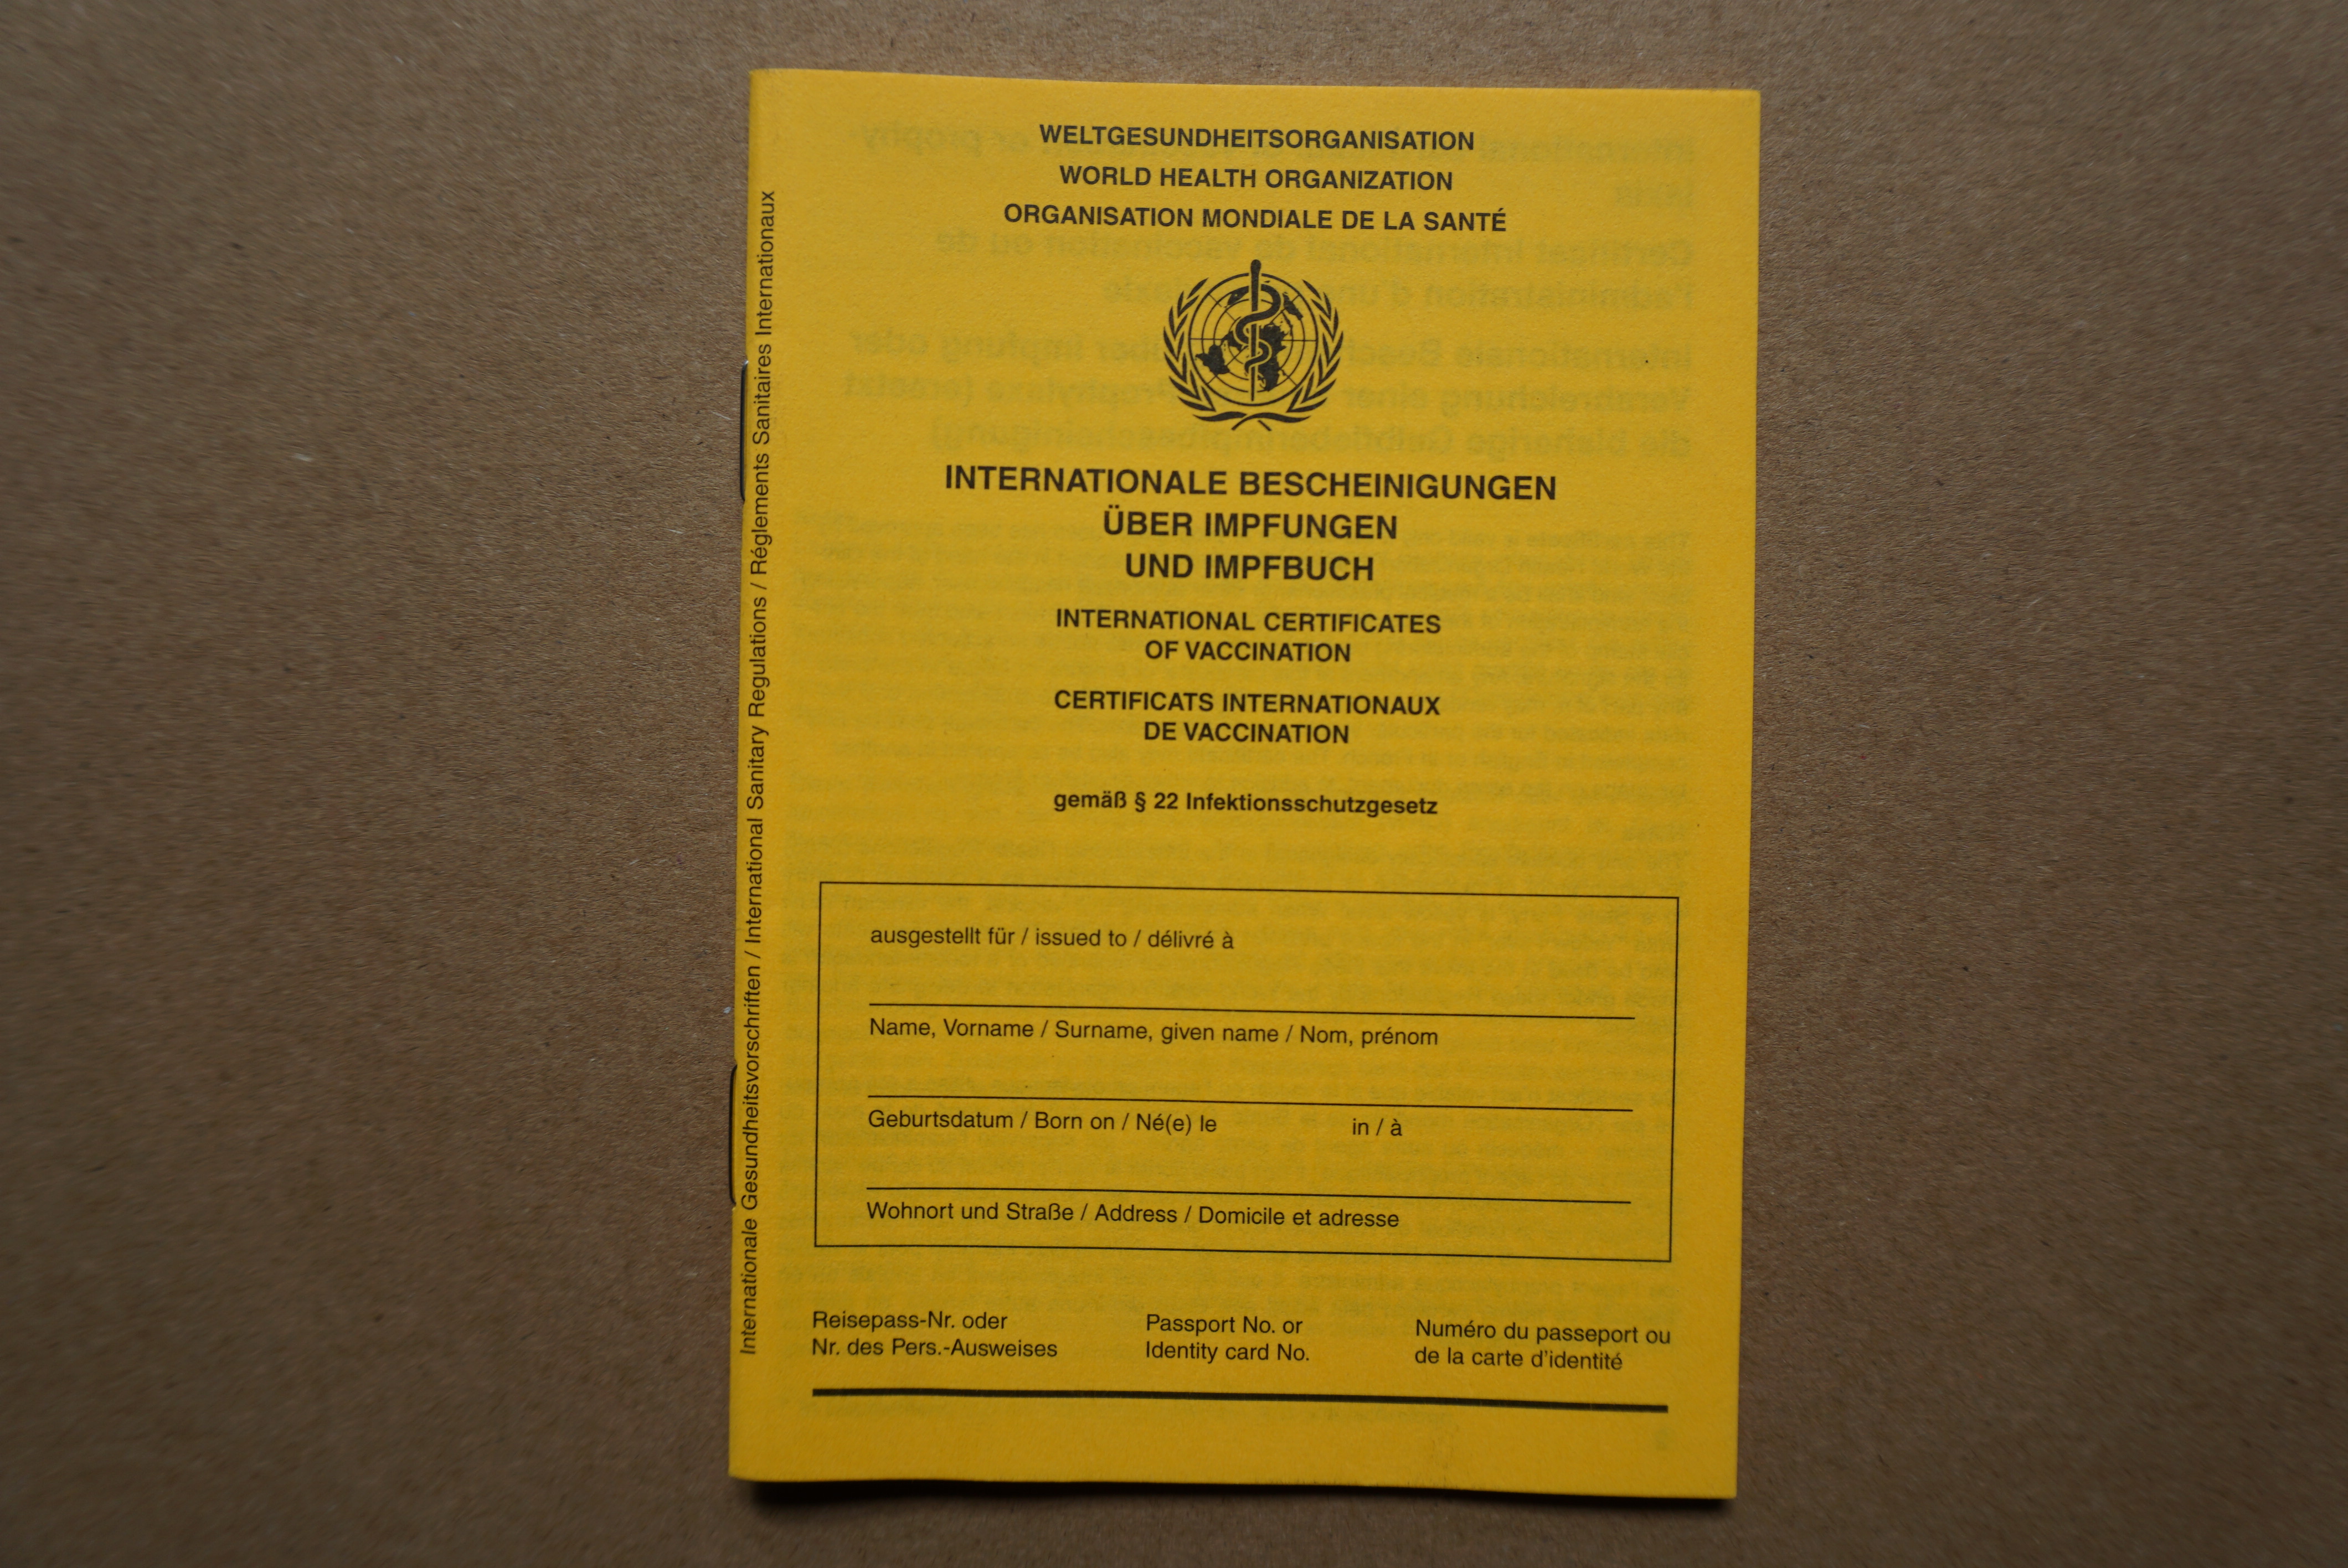 WELTGESUNDHEITSORGANISATION
WORLD HEALTH ORGANIZATION
ORGANISATION MONDIALE DE LA SANTÉ
INTERNATIONALE BESCHEINIGUNGEN
ÜBER IMPFUNGEN
UND IMPFBUCH
INTERNATIONAL CERTIFICATES
OF VACCINATION
CERTIFICATS INTERNATIONAUX
DE VACCINATION
gemäß § 22 Infektionsschutzgesetz
ausgestellt für / issued to / délivré à
Name, Vorname / Surname, given name / Nom, prénom
Geburtsdatum / Born on / Né(e) le in / à
Wohnort und Straße / Address / Domicile et adresse
Reisepass-Nr. oder
Nr. des Pers.-Ausweises
Passport No. or
Identity card No.
Numéro du passeport ou
de la carte d'identité
Internationale Gesundheitsvorschriften / International Sanitary Regulations / Réglements Sanitaires Internationaux